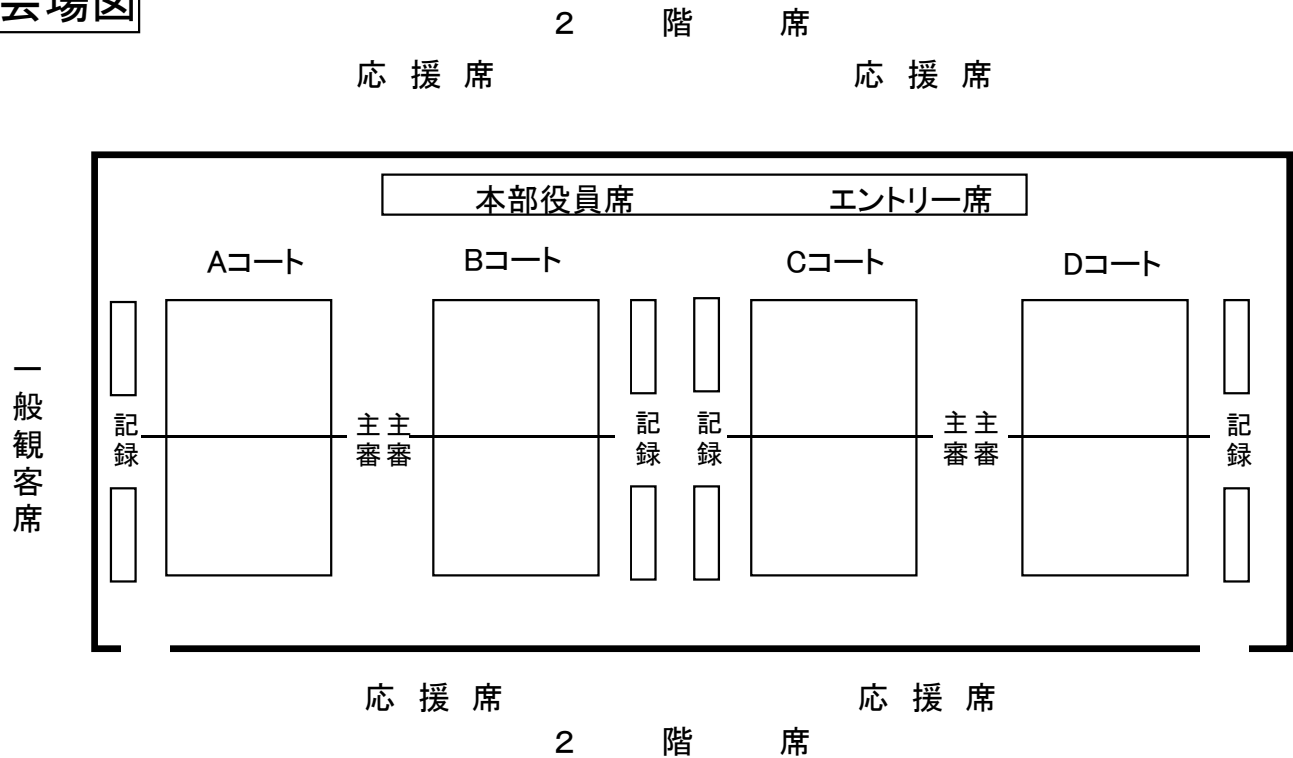 会場図
２　階　席
応 援 席　応 援 席
本部役員席　エントリー席
Aコート　Bコート　Cコート　Dコート
一般観客席
記録　主審　主審　記録　記録　主審　主審　記録
応 援 席　応 援 席
２　階　席